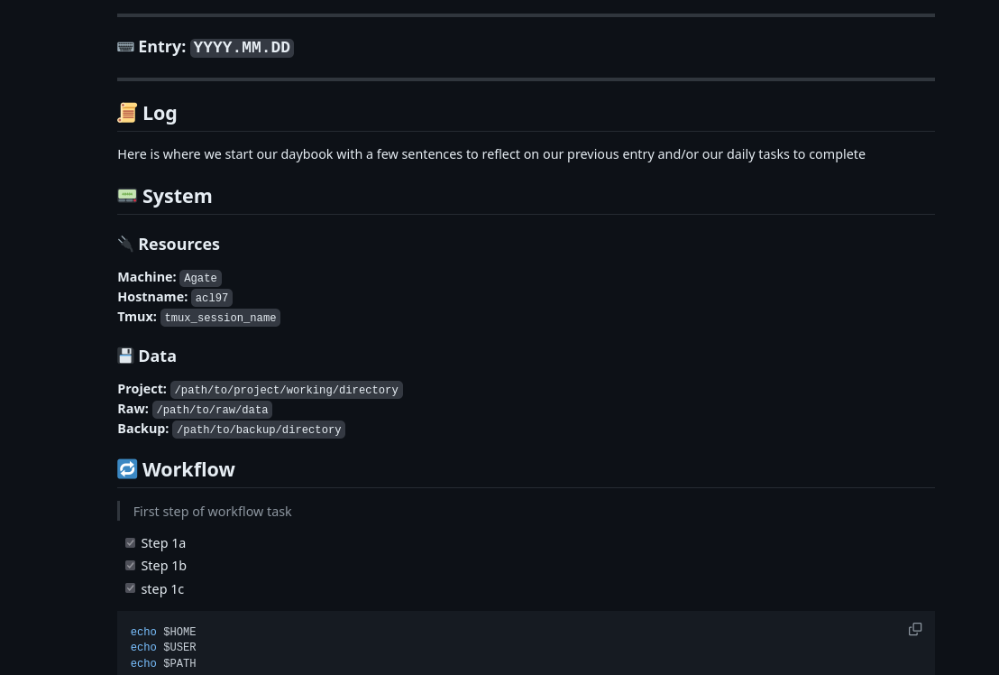 Entry: YYYY.MM.DD
Log
Here is where we start our daybook with a few sentences to reflect on our previous entry and/or our daily tasks to complete
System
Resources
Machine: Agate
Hostname: acl97
Tmux: tmux_session_name
Data
Project: /path/to/project/working/directory
Raw: /path/to/raw/data
Backup: /path/to/backup/directory
Workflow
First step of workflow task
Step 1a
Step 1b
step 1c
echo $HOME
echo $USER
echo $PATH